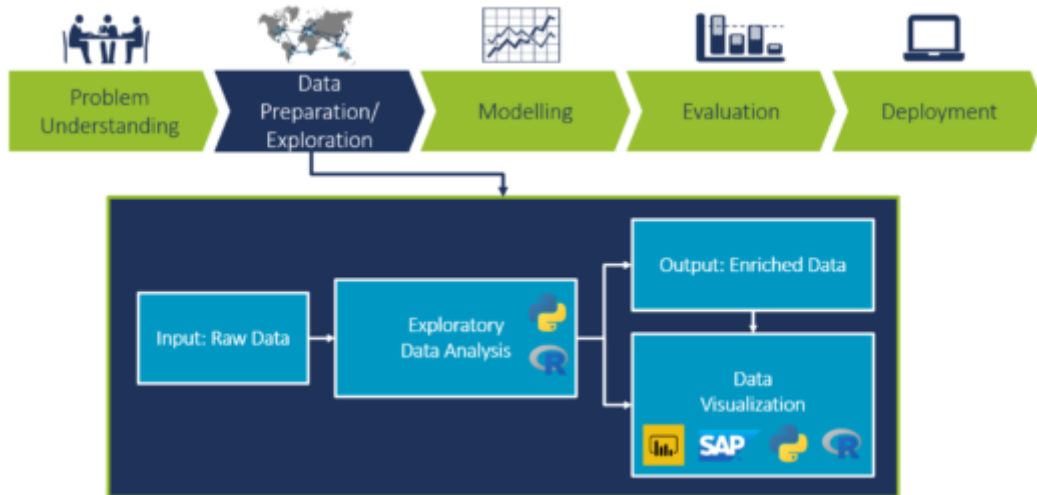 Problem
Understanding
Data
Preparation/
Exploration
Modelling
Evaluation
Deployment
Input: Raw Data
Exploratory
Data Analysis
Output: Enriched Data
Data
Visualization
SAP
R
R